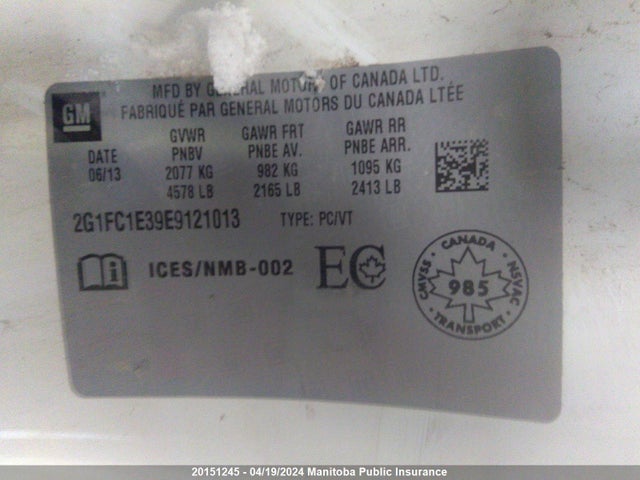 MFD BY GENERAL MOTORS OF CANADA LTD.
FABRIQUÉ PAR GENERAL MOTORS DU CANADA LTÉE
GM
GVWR GAWR FRT GAWR RR
DATE PNBV PNBE AV. PNBE ARR.
06/13 2077 KG 982 KG 1095 KG
4578 LB 2165 LB 2413 LB
2G1FC1E39E9121013 TYPE: PC/VT
i ICES/NMB-002 EC
CANADA
CMVSS 985 NSVAC
TRANSPORT
20151245 - 04/19/2024 Manitoba Public Insurance